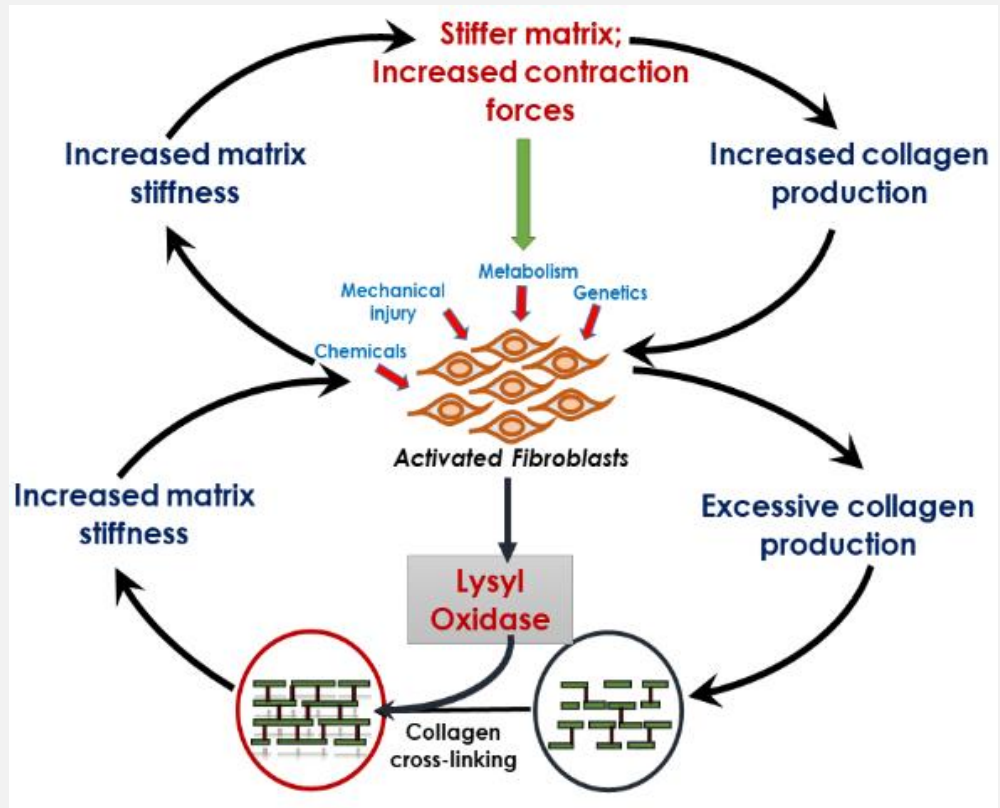 Stiffer matrix;
Increased contraction
forces
Increased matrix
stiffness
Increased collagen
production
Metabolism
Mechanical
injury
Genetics
Chemicals
Activated Fibroblasts
Increased matrix
stiffness
Excessive collagen
production
Lysyl
Oxidase
Collagen
cross-linking